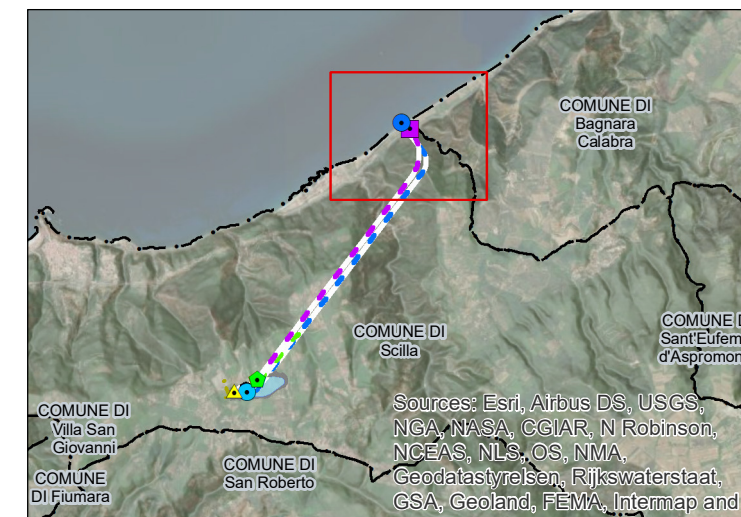 COMUNE DI
Bagnara
Calabra
COMUNE DI
Scilla
COMUNE D
Sant'Eufem
d'Aspromon
COMUNE DI
Villa San
Giovanni
COMUNE DI
San Roberto
COMUNE
DI Fiumara
Sources: Esri, Airbus DS, USGS,
NGA, NASA, CGIAR, N Robinson,
NCEAS, NLS, OS, NMA,
Geodatastyrelsen, Rijkswaterstaat,
GSA, Geoland, FEMA, Intermap and